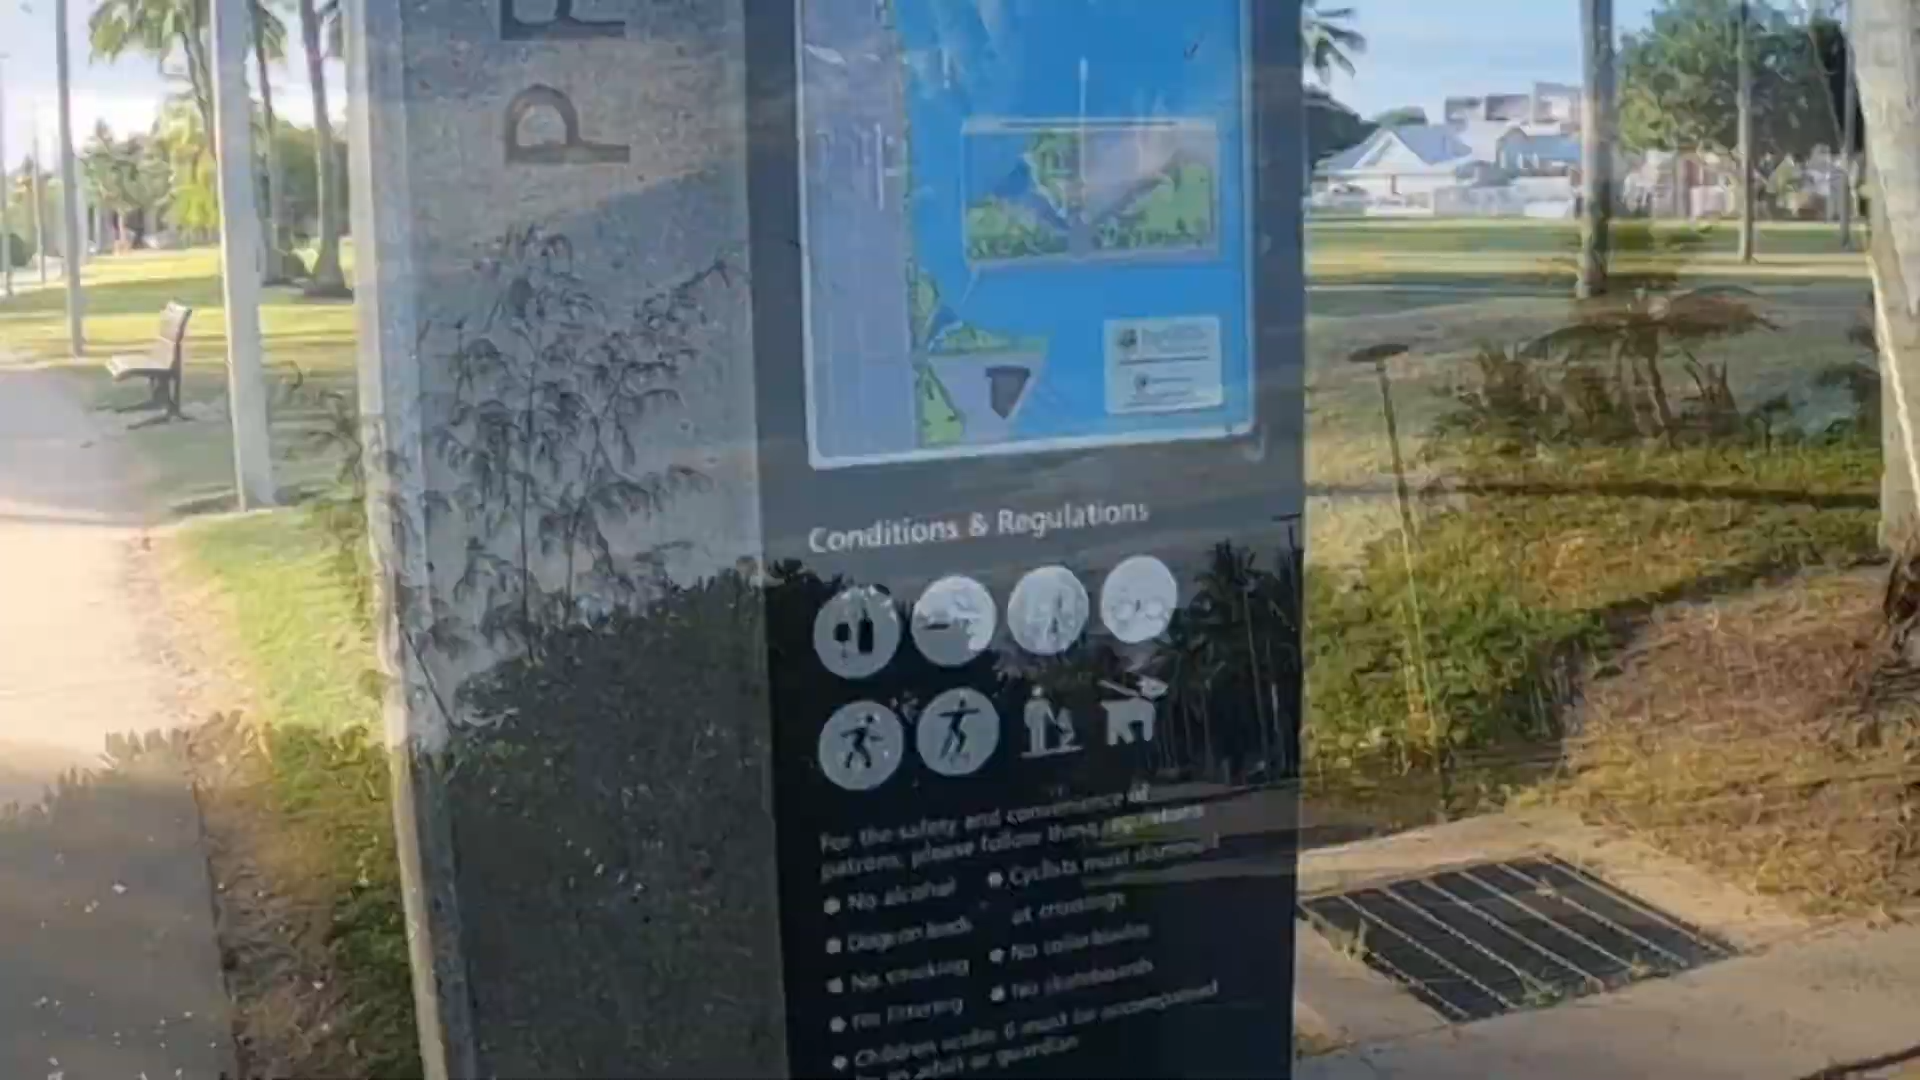 P
Conditions & Regulations
For the safety and convenience of
patrons, please follow these regulations
No alcohol
Dogs on leads
No smoking
No littering
Cyclists must dismount
at crossings
No rollerblades
No skateboards
Children under 6 must be accompanied
by an adult or guardian